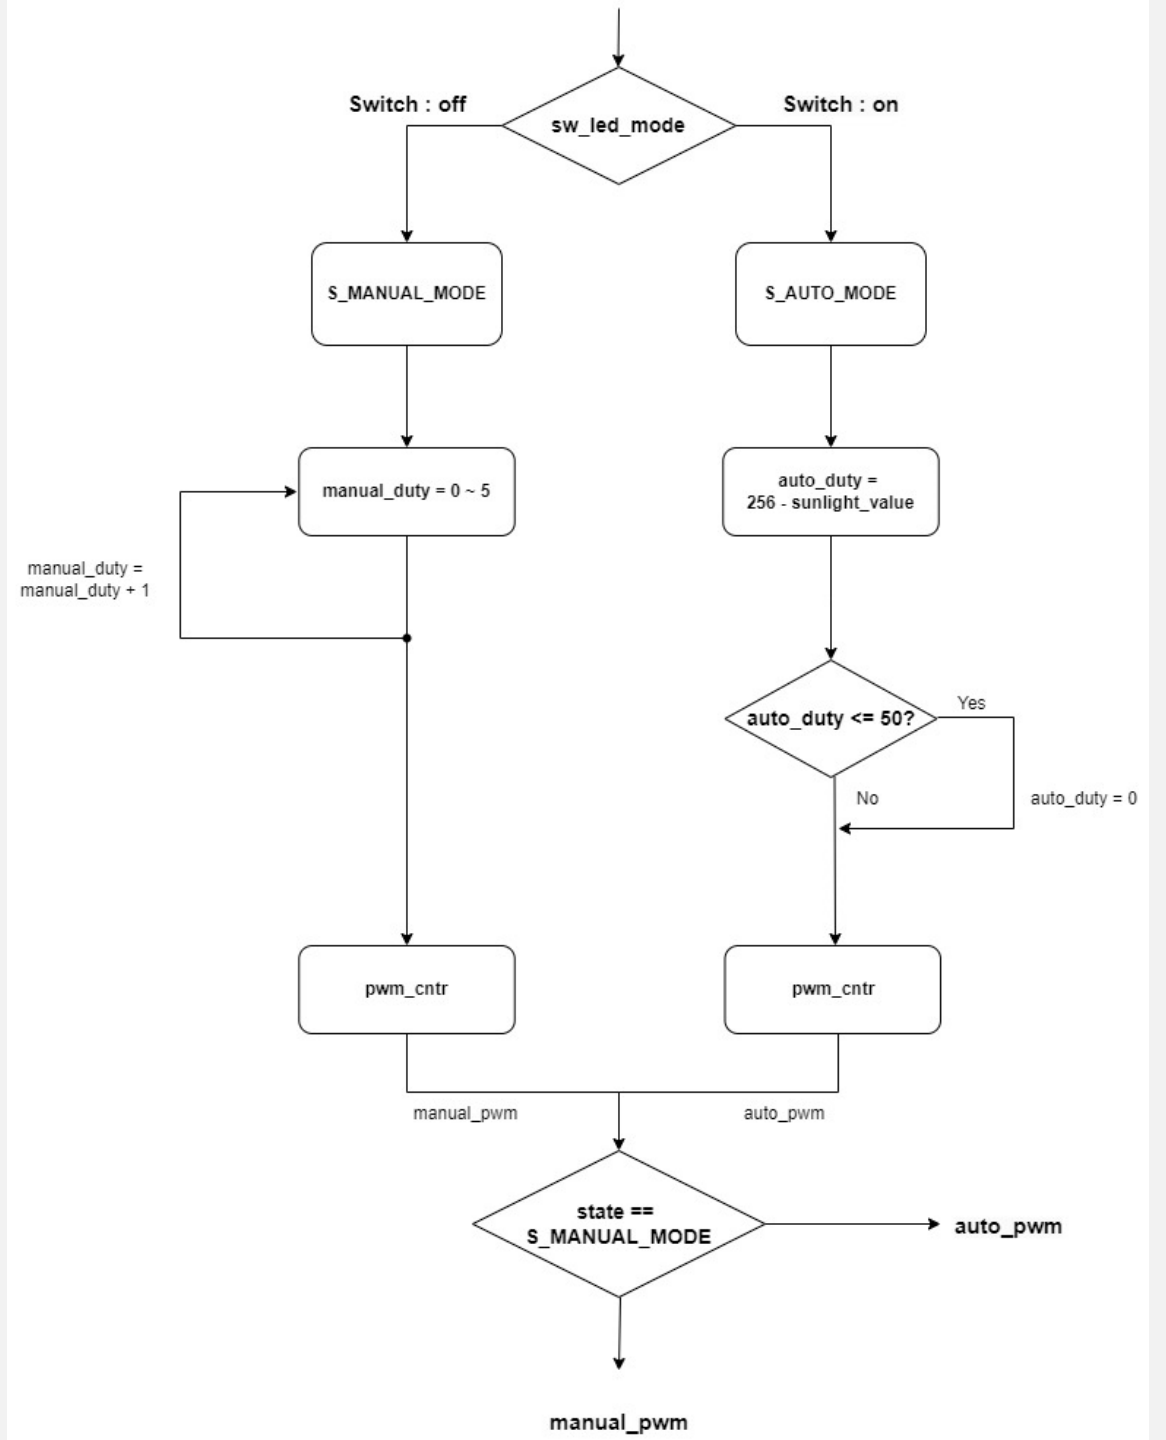 Switch : off
Switch : on
sw_led_mode
S_MANUAL_MODE
S_AUTO_MODE
manual_duty = 0 ~ 5
auto_duty =
256 - sunlight_value
manual_duty =
manual_duty + 1
auto_duty <= 50?
Yes
No
auto_duty = 0
pwm_cntr
pwm_cntr
manual_pwm
auto_pwm
state ==
S_MANUAL_MODE
auto_pwm
manual_pwm